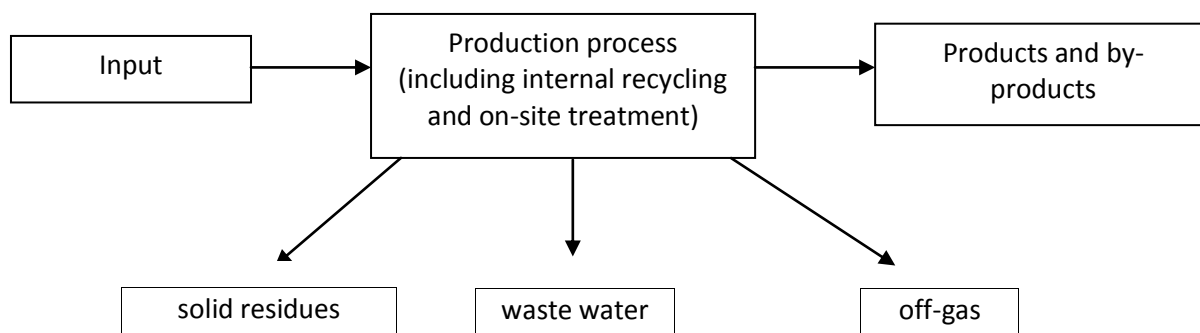 Input
Production process
(including internal recycling
and on-site treatment)
Products and by-
products
solid residues
waste water
off-gas